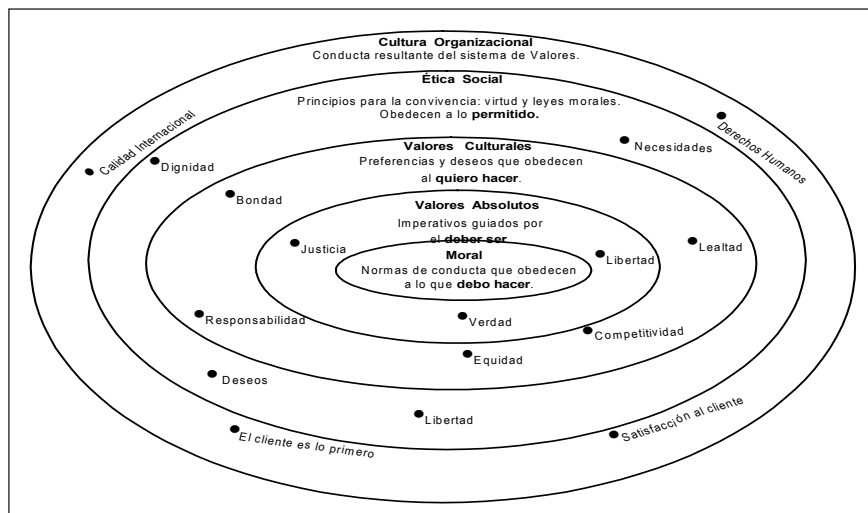 Cultura Organizacional
Conducta resultante del sistema de Valores.
Ética Social
Principios para la convivencia: virtud y leyes morales.
Obedecen a lo permitido.
Calidad Internacional
Derechos Humanos
Dignidad
Necesidades
Valores Culturales
Preferencias y deseos que obedecen
al quiero hacer.
Bondad
Valores Absolutos
Imperativos guiados por
el deber ser
Justicia
Libertad
Lealtad
Moral
Normas de conducta que obedecen
a lo que debo hacer.
Responsabilidad
Verdad
Competitividad
Equidad
Deseos
Libertad
El cliente es lo primero
Satisfacción al cliente